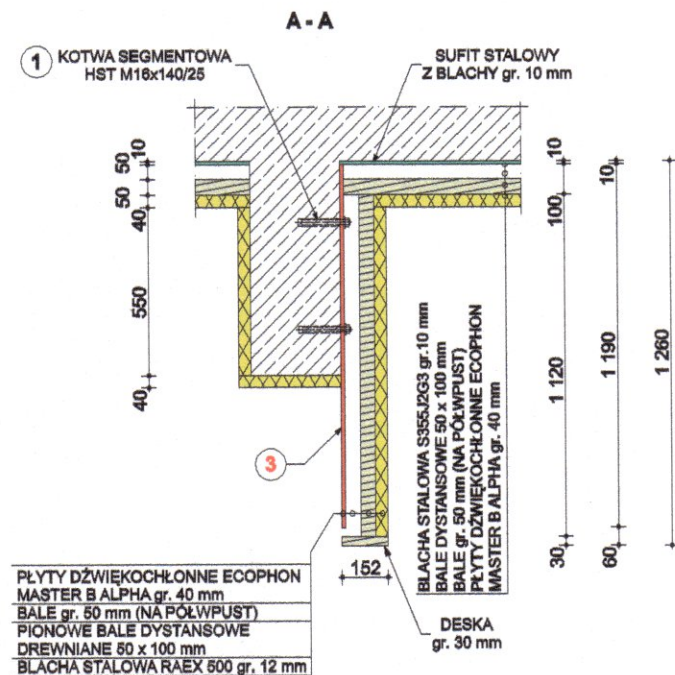 A - A
1
KOTWA SEGMENTOWA
HST M16x140/25
SUFIT STALOWY
Z BLACHY gr. 10 mm
10
50
50
40
550
40
10
100
1 120
30
10
1 190
60
1 260
BLACHA STALOWA S355J2G3 gr.10 mm
BALE DYSTANSOWE 50 x 100 mm
BALE gr. 50 mm (NA PÓŁWPUST)
PŁYTY DŹWIĘKOCHŁONNE ECOPHON
MASTER B ALPHA gr. 40 mm
3
152
DESKA
gr. 30 mm
PŁYTY DŹWIĘKOCHŁONNE ECOPHON
MASTER B ALPHA gr. 40 mm
BALE gr. 50 mm (NA PÓŁWPUST)
PIONOWE BALE DYSTANSOWE
DREWNIANE 50 x 100 mm
BLACHA STALOWA RAEX 500 gr. 12 mm